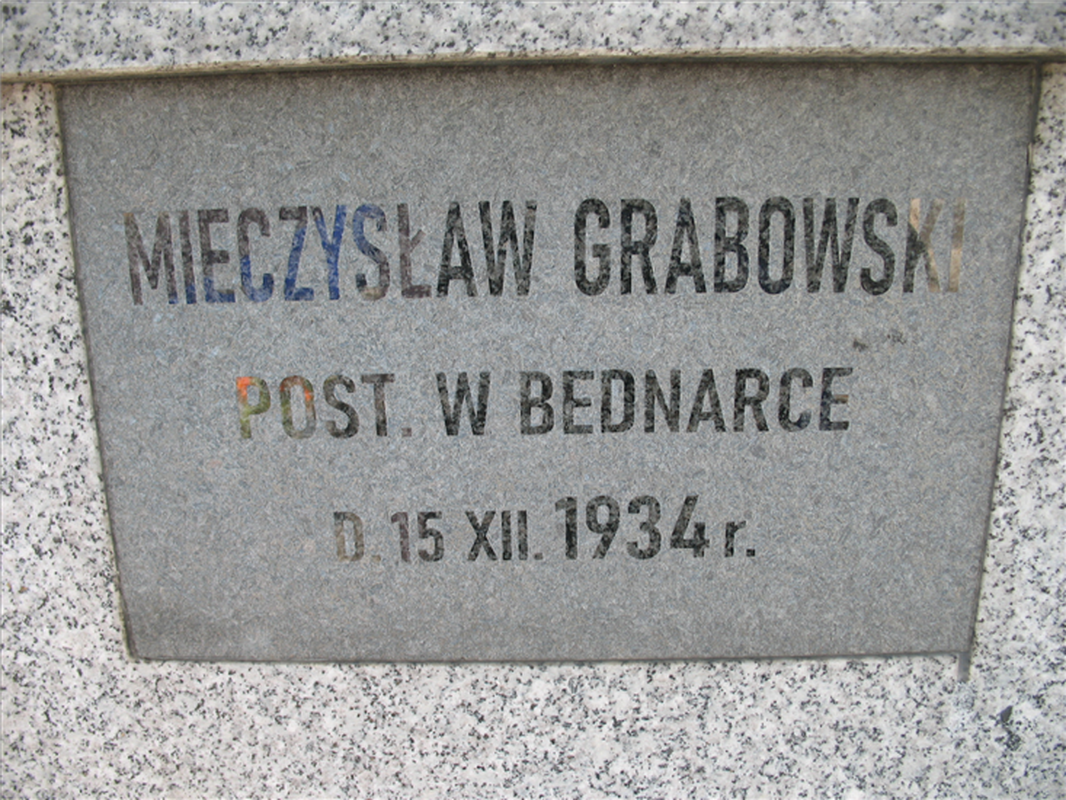 MIECZYSŁAW GRABOWSKI
POST. W BEDNARCE
D. 15 XII. 1934 r.